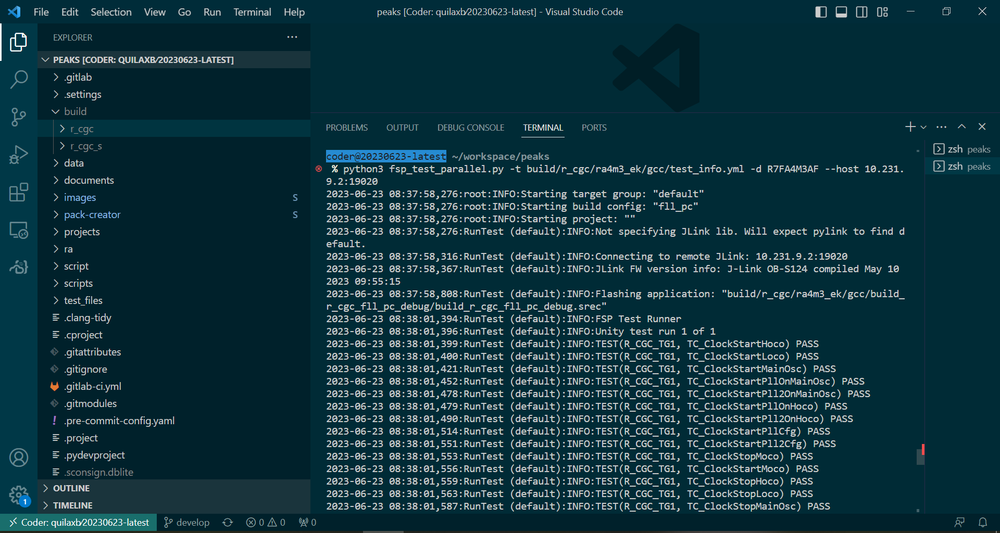 File Edit Selection View Go Run Terminal Help
peaks [Coder: quilaxb/20230623-latest] - Visual Studio Code
EXPLORER
PEAKS [CODER: QUILAXB/20230623-LATEST]
.gitlab
.settings
build
r_cgc
r_cgc_s
data
documents
images S
pack-creator S
projects
ra
script
scripts
test_files
.clang-tidy
.cproject
.gitattributes
.gitignore
.gitlab-ci.yml
.gitmodules
.pre-commit-config.yaml
.project
.pydevproject
.sconsign.dblite
OUTLINE
TIMELINE
1
PROBLEMS OUTPUT DEBUG CONSOLE TERMINAL PORTS
zsh peaks
zsh peaks
coder@20230623-latest ~/workspace/peaks
% python3 fsp_test_parallel.py -t build/r_cgc/ra4m3_ek/gcc/test_info.yml -d R7FA4M3AF --host 10.231.
9.2:19020
2023-06-23 08:37:58,276:root:INFO:Starting target group: "default"
2023-06-23 08:37:58,276:root:INFO:Starting build config: "fll_pc"
2023-06-23 08:37:58,276:root:INFO:Starting project: ""
2023-06-23 08:37:58,276:RunTest (default):INFO:Not specifying JLink lib. Will expect pylink to find d
efault.
2023-06-23 08:37:58,316:RunTest (default):INFO:Connecting to remote JLink: 10.231.9.2:19020
2023-06-23 08:37:58,367:RunTest (default):INFO:JLink FW version info: J-Link OB-S124 compiled May 10
2023 09:55:15
2023-06-23 08:37:58,808:RunTest (default):INFO:Flashing application: "build/r_cgc/ra4m3_ek/gcc/build_
r_cgc_fll_pc_debug/build_r_cgc_fll_pc_debug.srec"
2023-06-23 08:38:01,394:RunTest (default):INFO:FSP Test Runner
2023-06-23 08:38:01,396:RunTest (default):INFO:Unity test run 1 of 1
2023-06-23 08:38:01,399:RunTest (default):INFO:TEST(R_CGC_TG1, TC_ClockStartHoco) PASS
2023-06-23 08:38:01,400:RunTest (default):INFO:TEST(R_CGC_TG1, TC_ClockStartLoco) PASS
2023-06-23 08:38:01,421:RunTest (default):INFO:TEST(R_CGC_TG1, TC_ClockStartMainOsc) PASS
2023-06-23 08:38:01,452:RunTest (default):INFO:TEST(R_CGC_TG1, TC_ClockStartPllOnMainOsc) PASS
2023-06-23 08:38:01,478:RunTest (default):INFO:TEST(R_CGC_TG1, TC_ClockStartPll2OnMainOsc) PASS
2023-06-23 08:38:01,479:RunTest (default):INFO:TEST(R_CGC_TG1, TC_ClockStartPllOnHoco) PASS
2023-06-23 08:38:01,490:RunTest (default):INFO:TEST(R_CGC_TG1, TC_ClockStartPll2OnHoco) PASS
2023-06-23 08:38:01,514:RunTest (default):INFO:TEST(R_CGC_TG1, TC_ClockStartPllCfg) PASS
2023-06-23 08:38:01,551:RunTest (default):INFO:TEST(R_CGC_TG1, TC_ClockStartPll2Cfg) PASS
2023-06-23 08:38:01,553:RunTest (default):INFO:TEST(R_CGC_TG1, TC_ClockStopMoco) PASS
2023-06-23 08:38:01,556:RunTest (default):INFO:TEST(R_CGC_TG1, TC_ClockStartMoco) PASS
2023-06-23 08:38:01,559:RunTest (default):INFO:TEST(R_CGC_TG1, TC_ClockStopHoco) PASS
2023-06-23 08:38:01,563:RunTest (default):INFO:TEST(R_CGC_TG1, TC_ClockStopLoco) PASS
2023-06-23 08:38:01,587:RunTest (default):INFO:TEST(R_CGC_TG1, TC_ClockStopMainOsc) PASS
Coder: quilaxb/20230623-latest develop 0 0 0